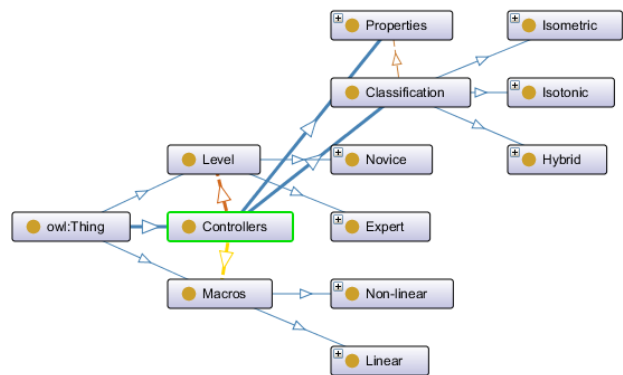 Properties
Isometric
Classification
Isotonic
Level
Novice
Hybrid
owl:Thing
Controllers
Expert
Macros
Non-linear
Linear